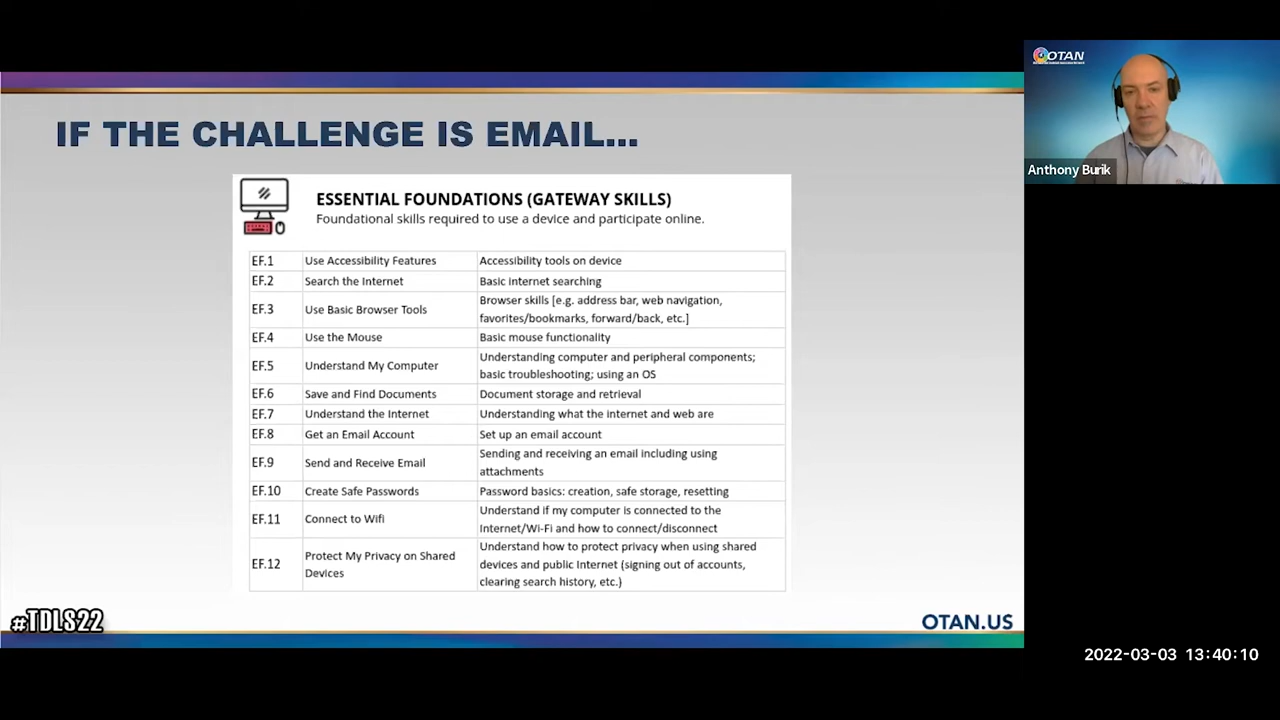 OTAN
Anthony Burik
IF THE CHALLENGE IS EMAIL...
ESSENTIAL FOUNDATIONS (GATEWAY SKILLS)
Foundational skills required to use a device and participate online.
EF.1 Use Accessibility Features Accessibility tools on device
EF.2 Search the Internet Basic internet searching
EF.3 Use Basic Browser Tools Browser skills [e.g. address bar, web navigation,
favorites/bookmarks, forward/back, etc.]
EF.4 Use the Mouse Basic mouse functionality
EF.5 Understand My Computer Understanding computer and peripheral components;
basic troubleshooting; using an OS
EF.6 Save and Find Documents Document storage and retrieval
EF.7 Understand the Internet Understanding what the internet and web are
EF.8 Get an Email Account Set up an email account
EF.9 Send and Receive Email Sending and receiving an email including using
attachments
EF.10 Create Safe Passwords Password basics: creation, safe storage, resetting
EF.11 Connect to Wifi Understand if my computer is connected to the
Internet/Wi-Fi and how to connect/disconnect
EF.12 Protect My Privacy on Shared
Devices Understand how to protect privacy when using shared
devices and public Internet (signing out of accounts,
clearing search history, etc.)
#TDLS22
OTAN.US
2022-03-03 13:40:10